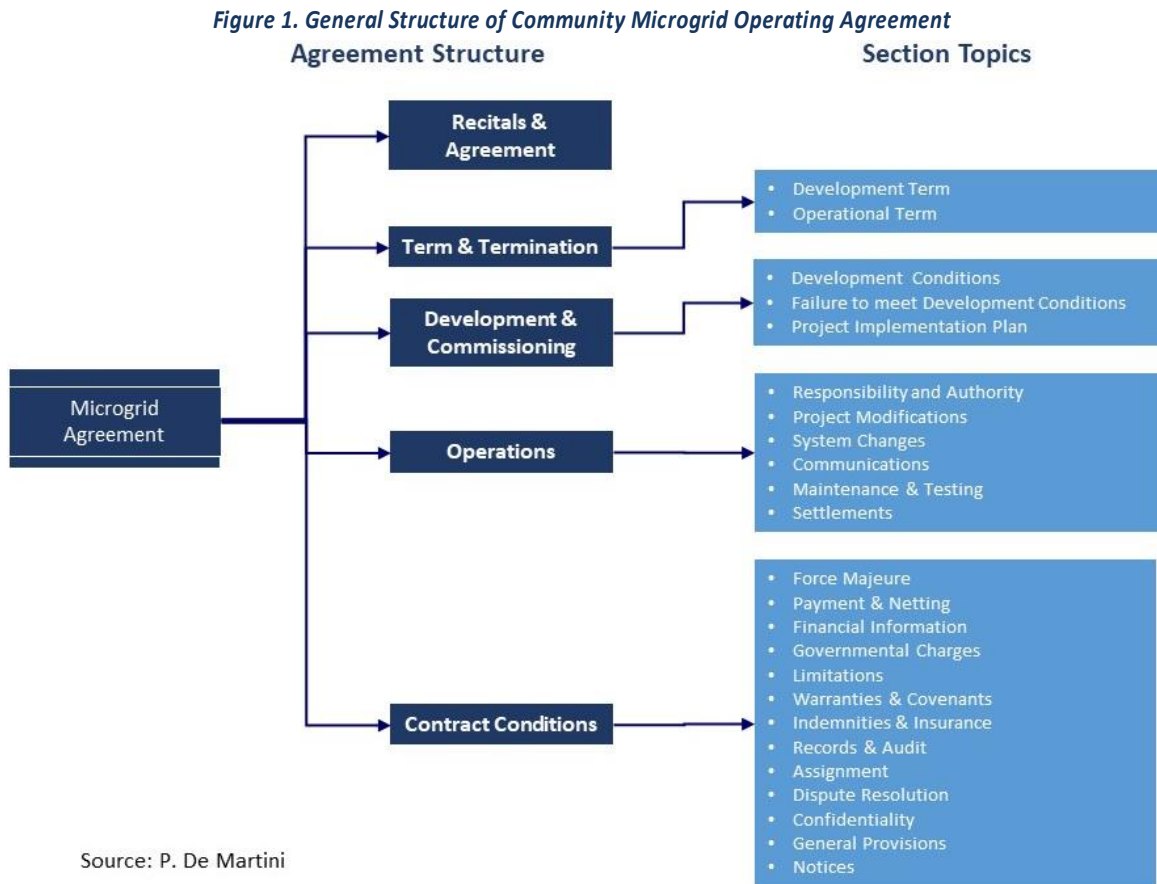 Figure 1. General Structure of Community Microgrid Operating Agreement
Agreement Structure
Section Topics
Microgrid
Agreement
Recitals &
Agreement
Term & Termination
• Development Term
• Operational Term
Development &
Commissioning
• Development Conditions
• Failure to meet Development Conditions
• Project Implementation Plan
Operations
• Responsibility and Authority
• Project Modifications
• System Changes
• Communications
• Maintenance & Testing
• Settlements
Contract Conditions
• Force Majeure
• Payment & Netting
• Financial Information
• Governmental Charges
• Limitations
• Warranties & Covenants
• Indemnities & Insurance
• Records & Audit
• Assignment
• Dispute Resolution
• Confidentiality
• General Provisions
• Notices
Source: P. De Martini